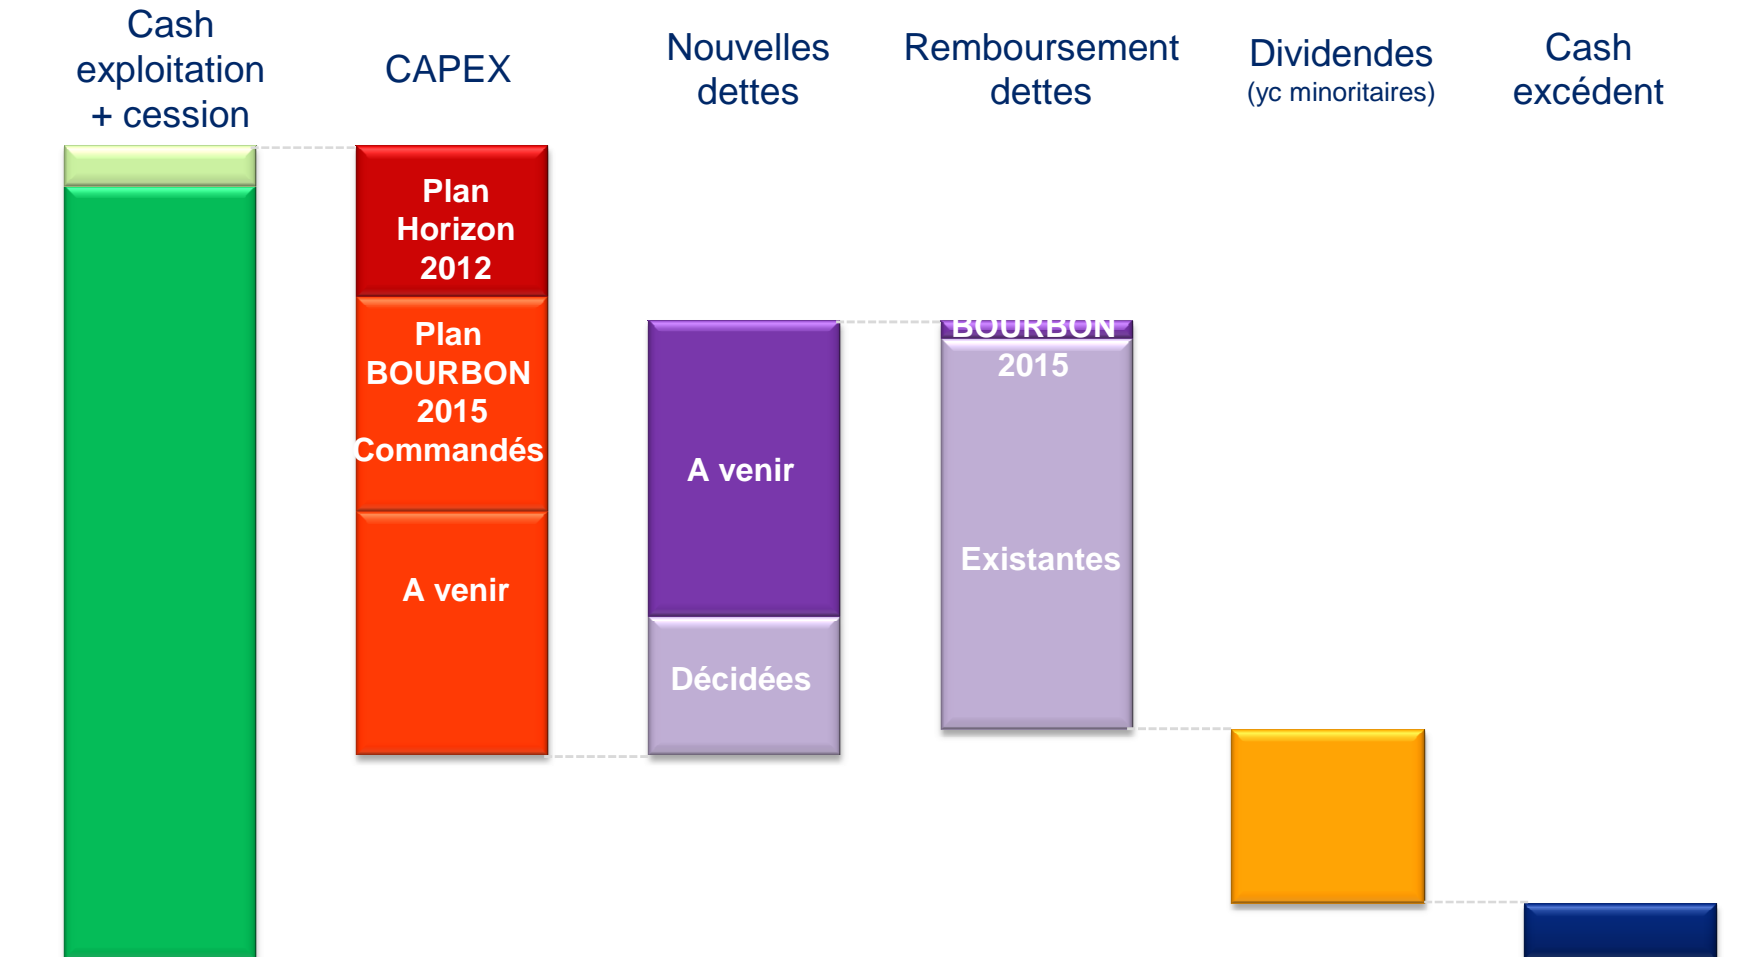 Cash
exploitation
+ cession
CAPEX
Nouvelles
dettes
Remboursement
dettes
Dividendes
(yc minoritaires)
Cash
excédent
Plan
Horizon
2012
Plan
BOURBON
2015
Commandés
A venir
A venir
Décidées
BOURBON
2015
Existantes